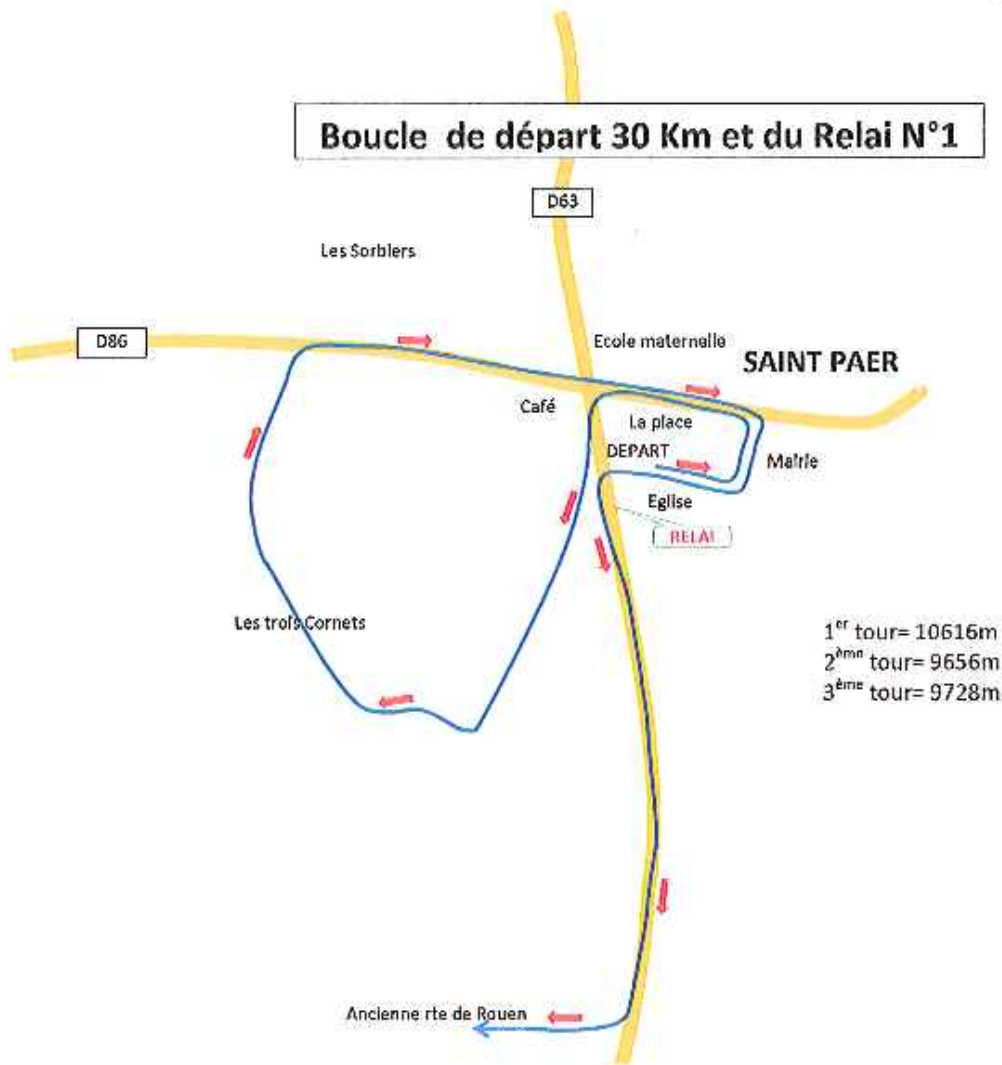 Boucle de départ 30 Km et du Relai N°1
D63
Les Sorbiers
D86
Ecole maternelle
SAINT PAER
Café
La place
DEPART
Mairie
Eglise
RELAI
Les trois Cornets
1er tour= 10616m
2ème tour= 9656m
3ème tour= 9728m
Ancienne rte de Rouen